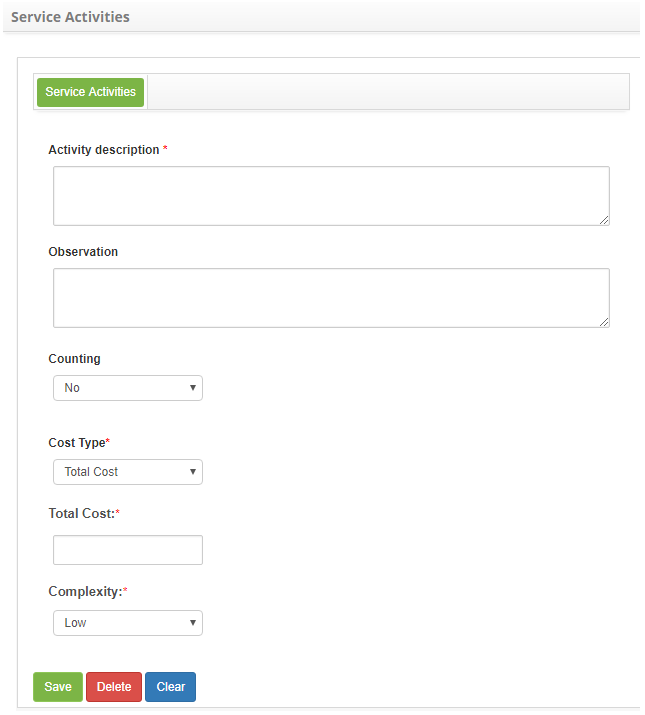 Service Activities
Service Activities
Activity description *
Observation
Counting
No
Cost Type*
Total Cost
Total Cost:*
Complexity:*
Low
Save Delete Clear